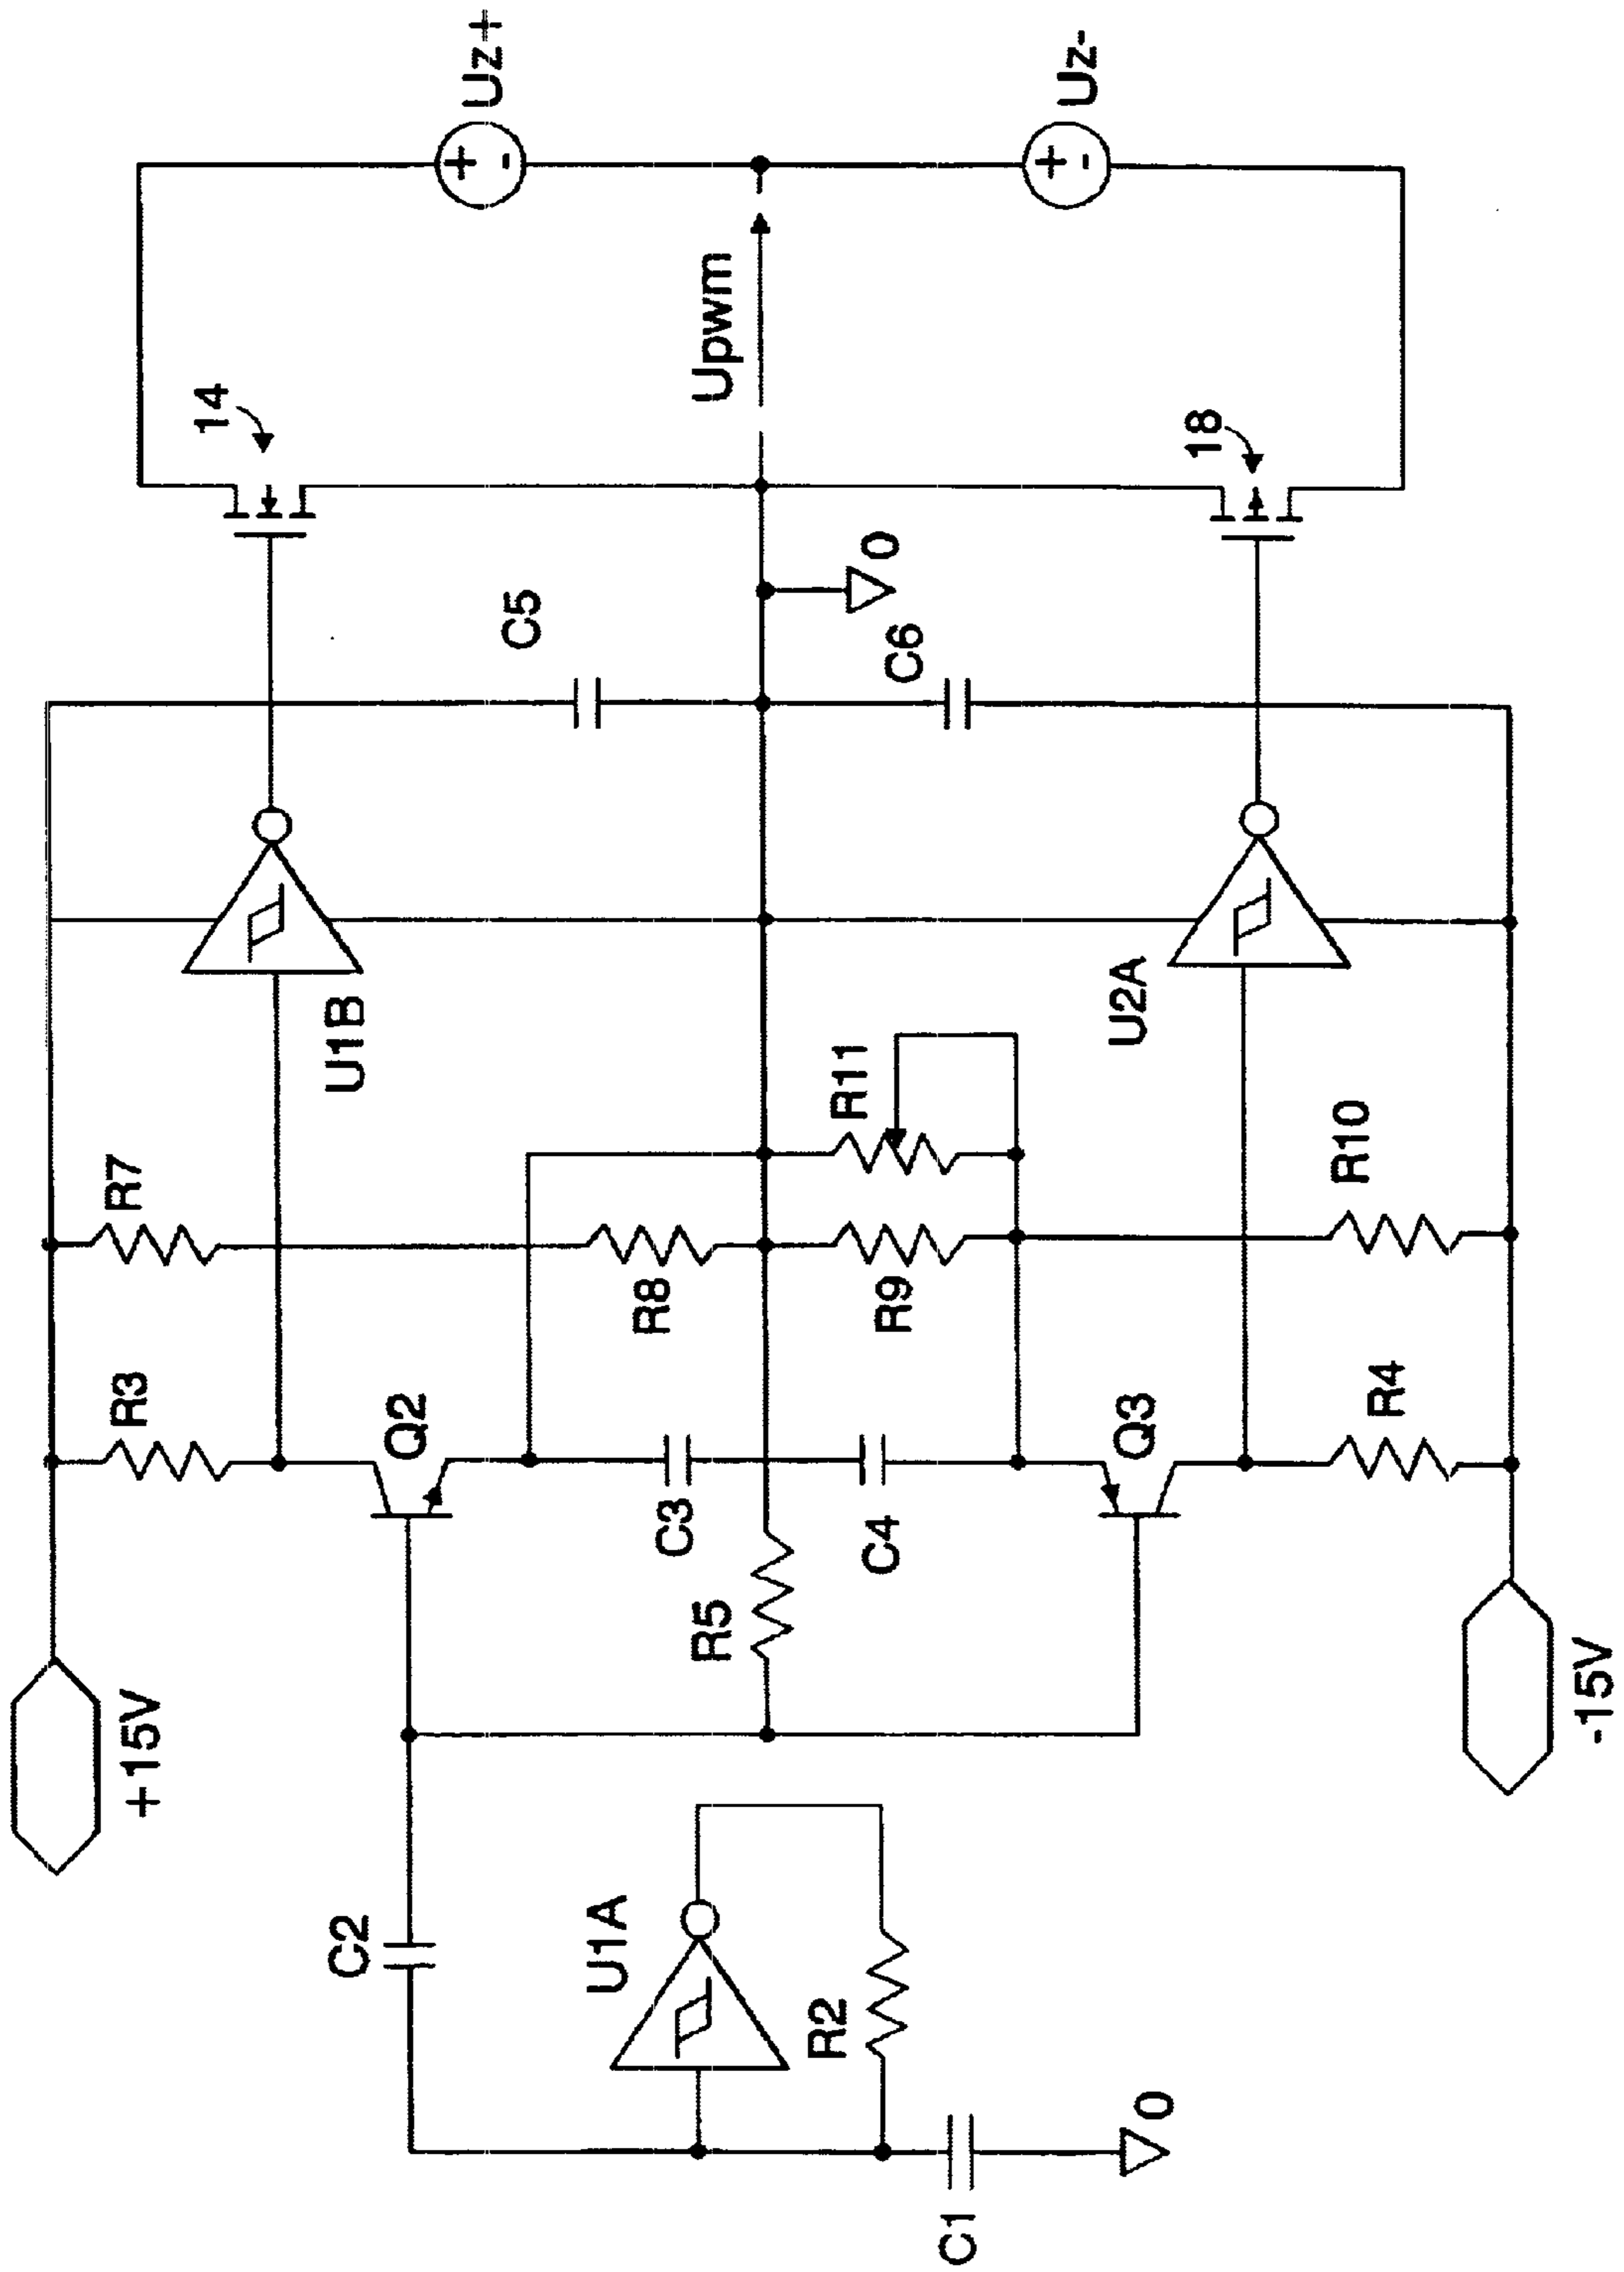 +15V
R3
R7
U1B
14
Uz+
C2
Q2
R8
C5
Upwm
U1A
R5
C3
C4
R9
R11
C6
0
R2
Q3
U2A
18
Uz-
C1
0
R4
R10
-15V